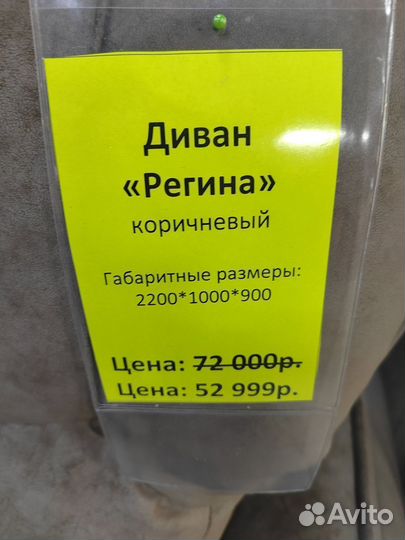 Диван
«Регина»
коричневый
Габаритные размеры:
2200*1000*900
Цена: 72 000р.
Цена: 52 999р.
Avito